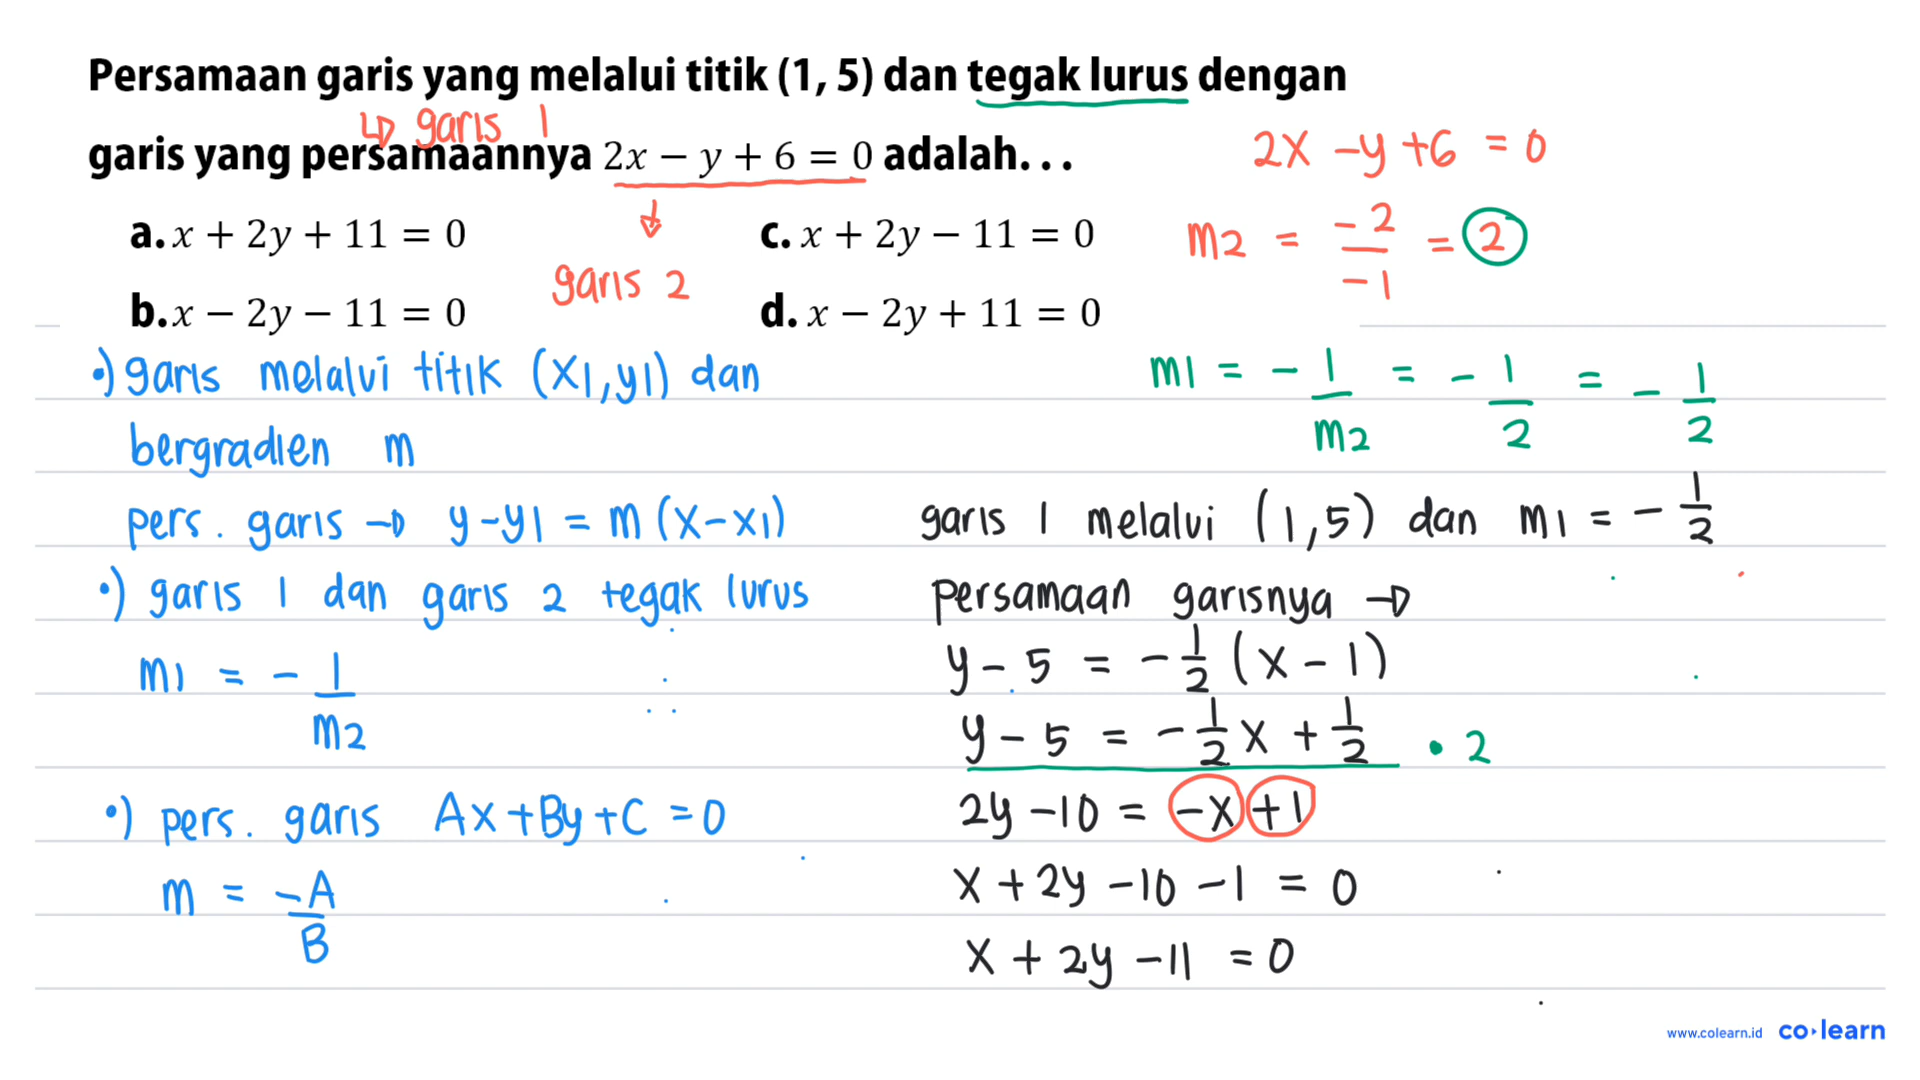 Persamaan garis yang melalui titik (1, 5) dan tegak lurus dengan
↳ garis 1
garis yang persamaannya 2x − y + 6 = 0 adalah. . .
a. x + 2y + 11 = 0
c. x + 2y − 11 = 0
b. x − 2y − 11 = 0
d. x − 2y + 11 = 0
garis 2
2x - y + 6 = 0
m2 = -2/-1 = 2
m1 = - 1/m2 = - 1/2 = - 1/2
•) garis melalui titik (x1, y1) dan
bergradien m
pers. garis → y - y1 = m (x - x1)
•) garis 1 dan garis 2 tegak lurus
m1 = - 1/m2
•) pers. garis Ax + By + C = 0
m = -A/B
garis 1 melalui (1, 5) dan m1 = - 1/2
persamaan garisnya →
y - 5 = - 1/2 (x - 1)
y - 5 = - 1/2 x + 1/2 • 2
2y - 10 = -x + 1
x + 2y - 10 - 1 = 0
x + 2y - 11 = 0
www.colearn.id co▸learn